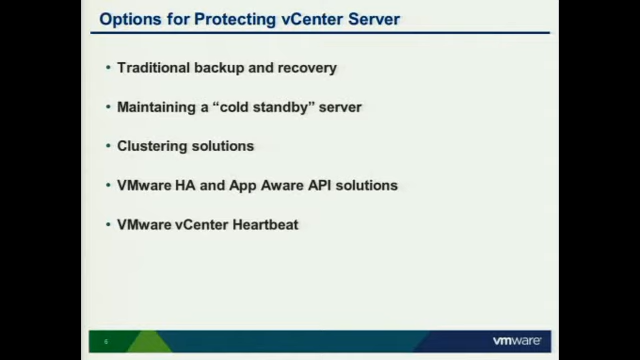 Options for Protecting vCenter Server
• Traditional backup and recovery
• Maintaining a “cold standby” server
• Clustering solutions
• VMware HA and App Aware API solutions
• VMware vCenter Heartbeat
6
vmware